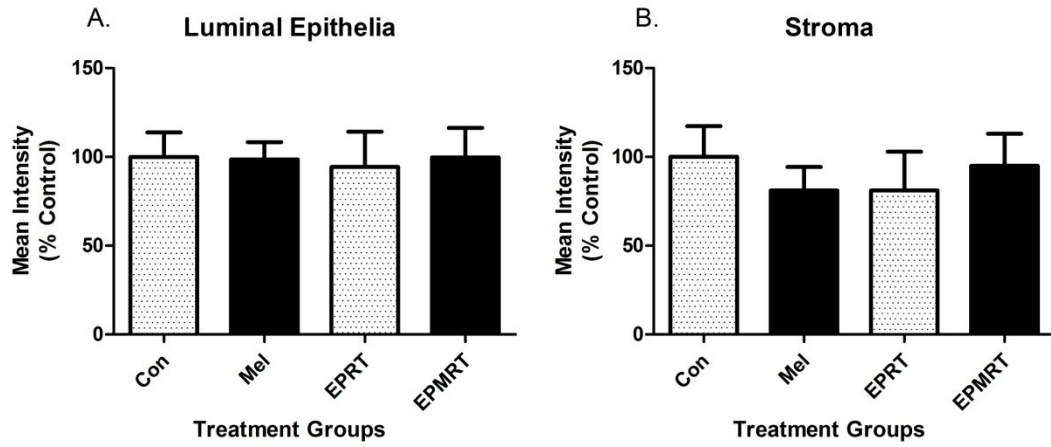 A.
Luminal Epithelia
Mean Intensity
(% Control)
150
100
50
0
Con
Mel
EPRT
EPMRT
Treatment Groups
B.
Stroma
Mean Intensity
(% Control)
150
100
50
0
Con
Mel
EPRT
EPMRT
Treatment Groups